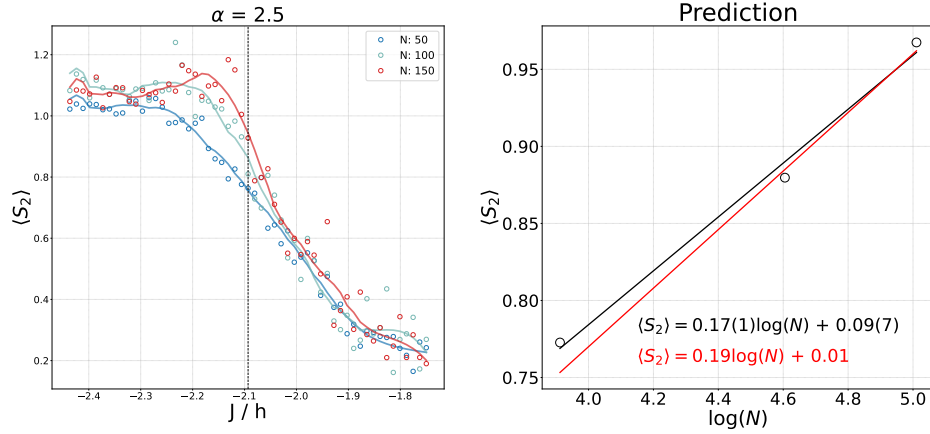 α = 2.5
1.2
1.0
0.8
0.6
0.4
0.2
⟨S₂⟩
−2.4 −2.3 −2.2 −2.1 −2.0 −1.9 −1.8
J / h
N: 50
N: 100
N: 150
Prediction
0.95
0.90
0.85
0.80
0.75
⟨S₂⟩
⟨S₂⟩ = 0.17(1)log(N) + 0.09(7)
⟨S₂⟩ = 0.19log(N) + 0.01
4.0 4.2 4.4 4.6 4.8 5.0
log(N)